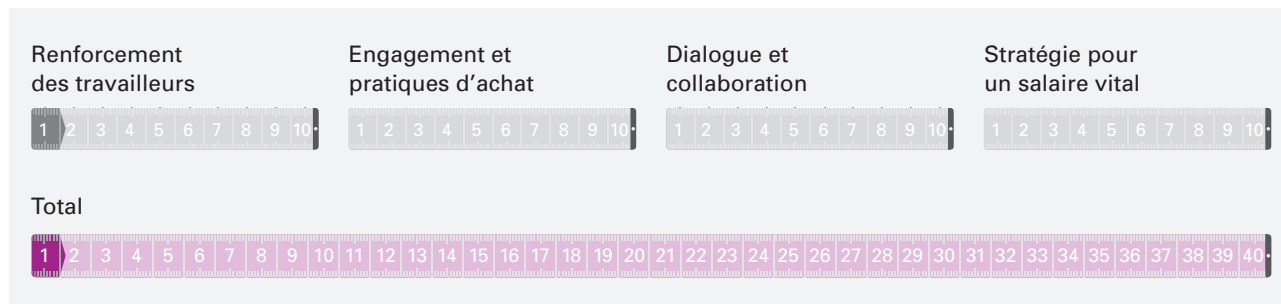 Renforcement
des travailleurs
1 2 3 4 5 6 7 8 9 10
Engagement et
pratiques d'achat
1 2 3 4 5 6 7 8 9 10
Dialogue et
collaboration
1 2 3 4 5 6 7 8 9 10
Stratégie pour
un salaire vital
1 2 3 4 5 6 7 8 9 10
Total
1 2 3 4 5 6 7 8 9 10 11 12 13 14 15 16 17 18 19 20 21 22 23 24 25 26 27 28 29 30 31 32 33 34 35 36 37 38 39 40